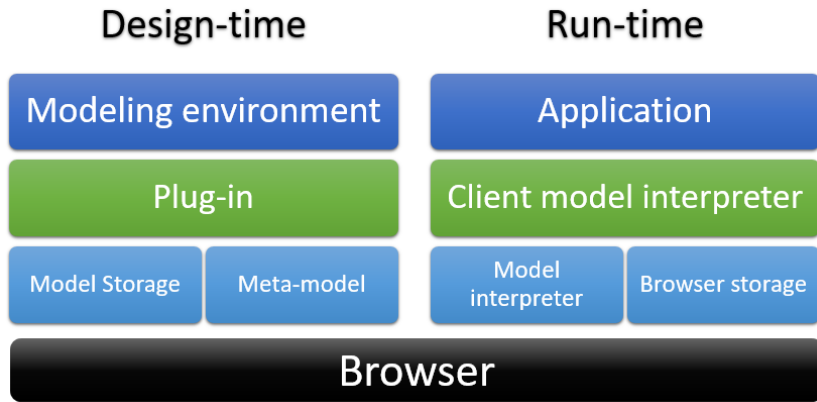 Design-time
Run-time
Modeling environment
Application
Plug-in
Client model interpreter
Model Storage
Meta-model
Model
interpreter
Browser storage
Browser